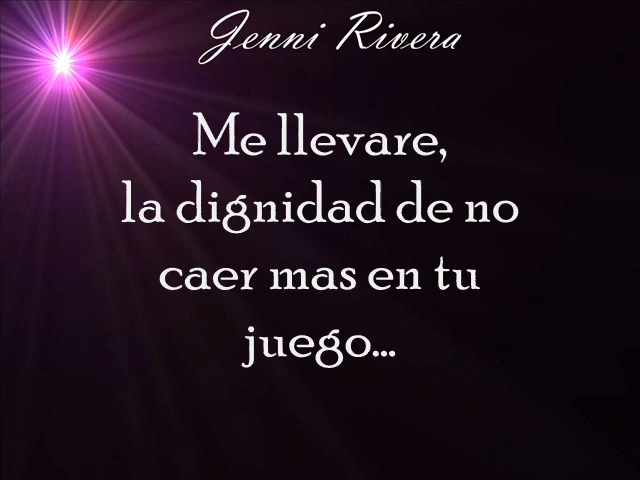 Jenni Rivera
Me llevare,
la dignidad de no
caer mas en tu
juego...